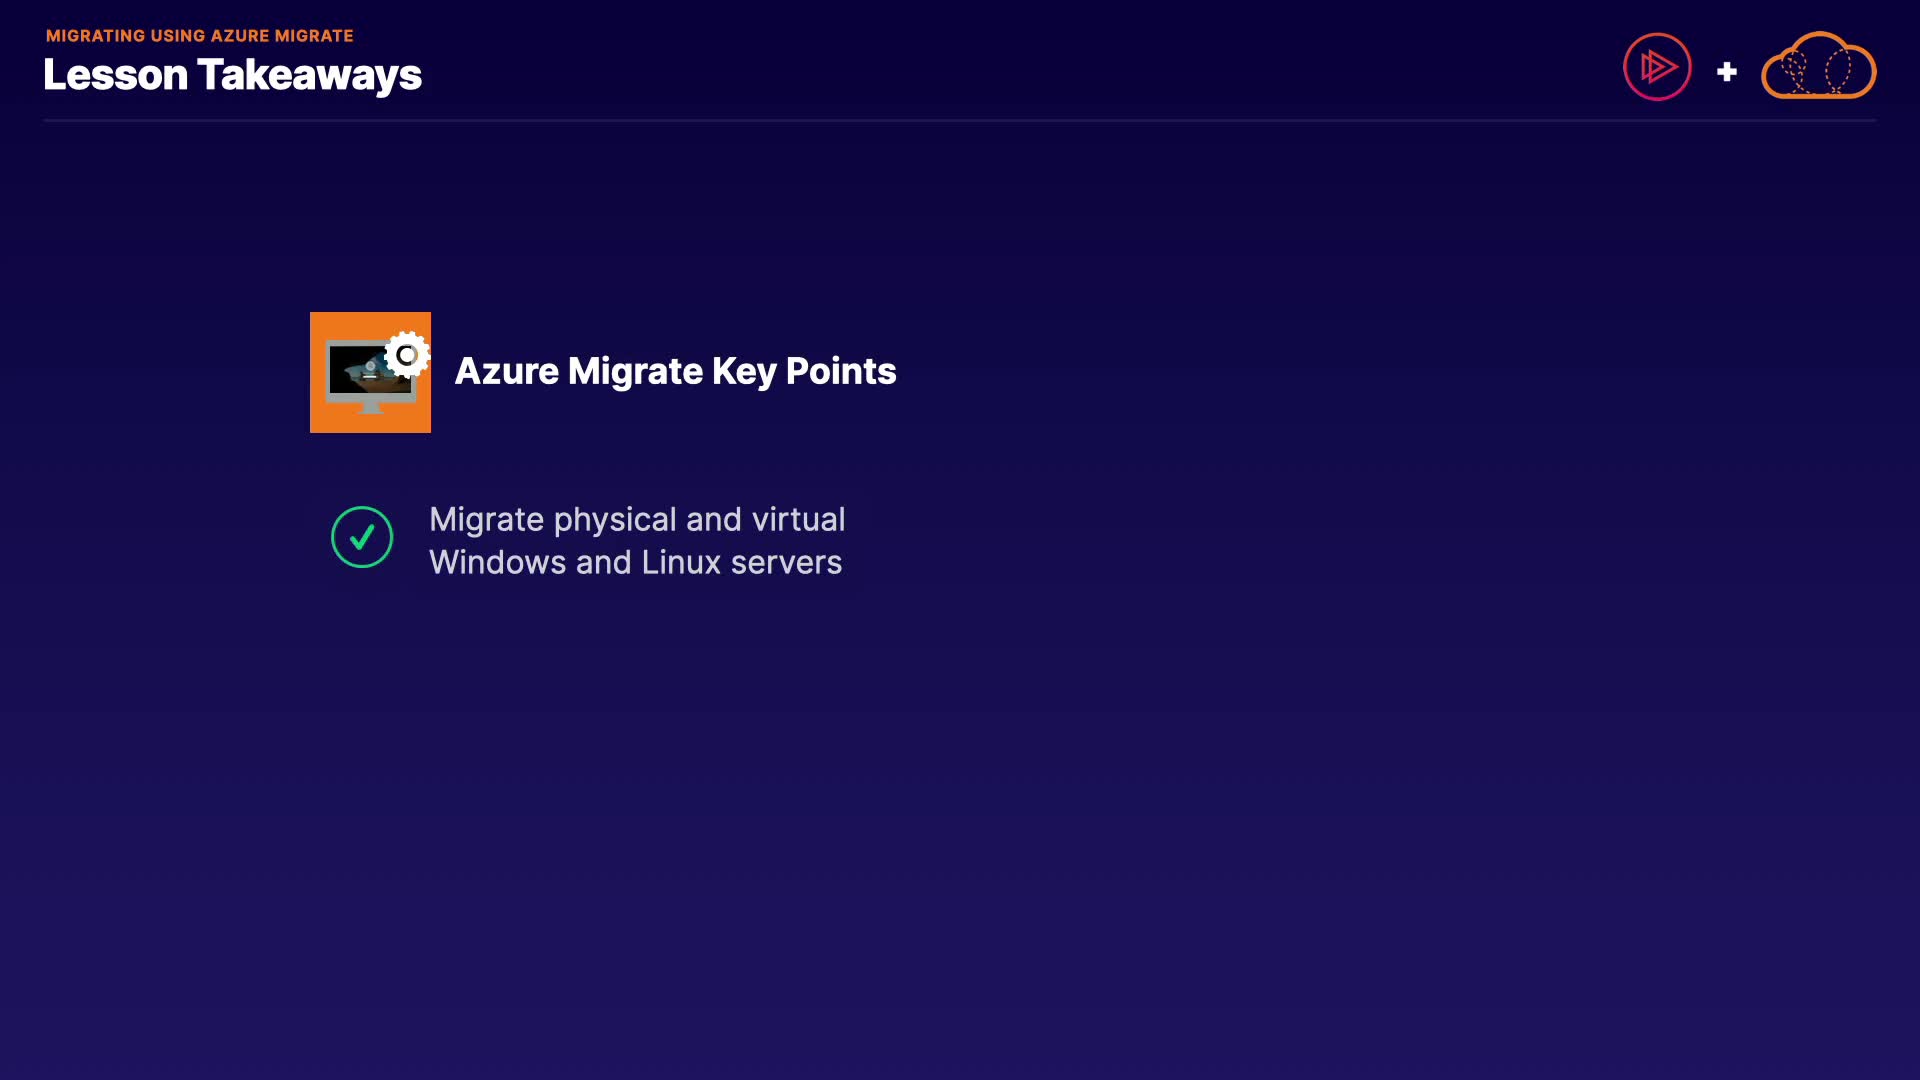 MIGRATING USING AZURE MIGRATE
Lesson Takeaways
Azure Migrate Key Points
Migrate physical and virtual
Windows and Linux servers